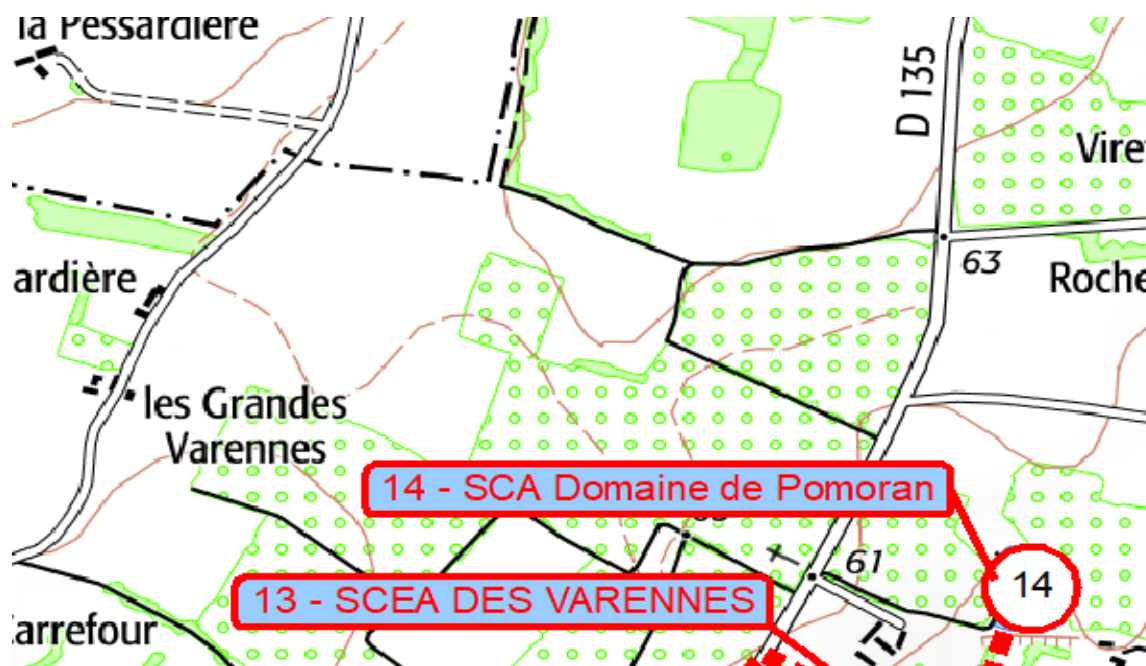 la Pessardière
D 135
Vire
63
Roche
ardière
les Grandes
Varennes
14 - SCA Domaine de Pomoran
61
14
13 - SCEA DES VARENNES
arrefour